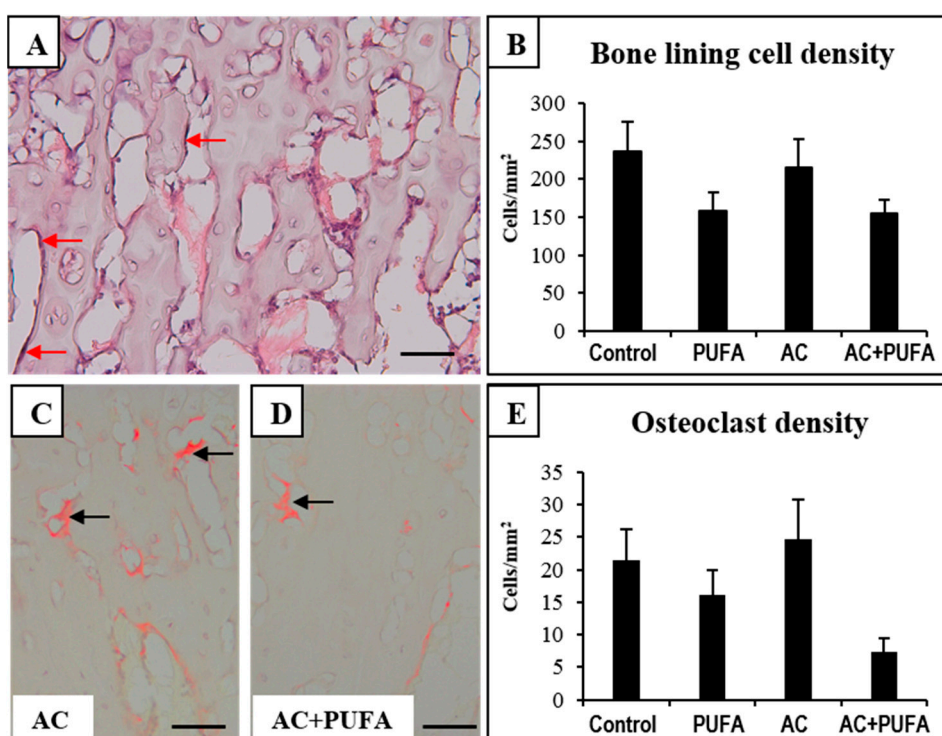 A
B
Bone lining cell density
300
250
200
150
100
50
0
Cells/mm²
Control PUFA AC AC+PUFA
C
AC
D
AC+PUFA
E
Osteoclast density
35
30
25
20
15
10
5
0
Cells/mm²
Control PUFA AC AC+PUFA